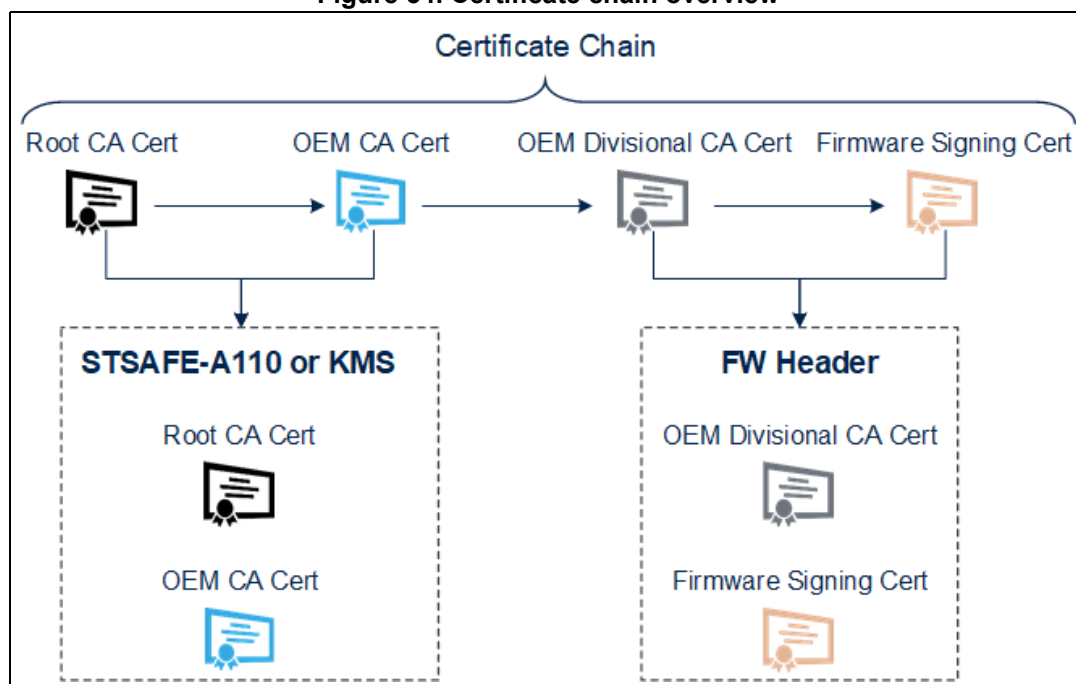 Certificate Chain
Root CA Cert
OEM CA Cert
OEM Divisional CA Cert
Firmware Signing Cert
STSAFE-A110 or KMS
Root CA Cert
OEM CA Cert
FW Header
OEM Divisional CA Cert
Firmware Signing Cert